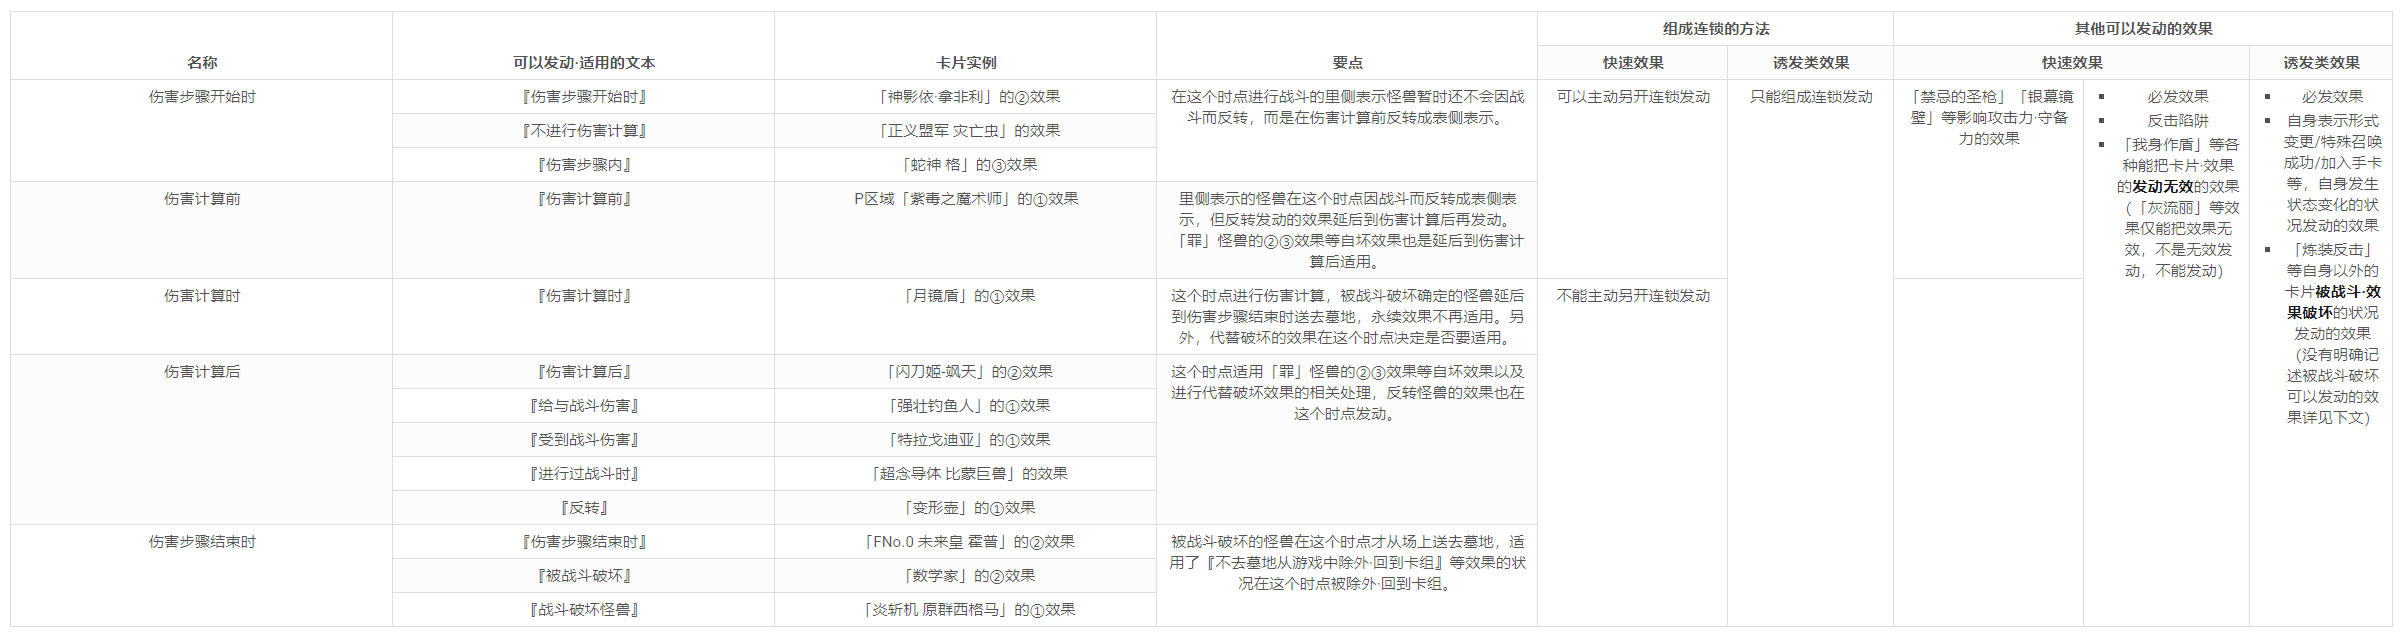 组成连锁的方法
其他可以发动的效果
名称
可以发动·适用的文本
卡片实例
要点
快速效果
诱发类效果
快速效果
诱发类效果
伤害步骤开始时
『伤害步骤开始时』
「神影依·拿非利」的②效果
在这个时点进行战斗的里侧表示怪兽暂时还不会因战
斗而反转，而是在伤害计算前反转成表侧表示。
可以主动另开连锁发动
只能组成连锁发动
「禁忌的圣枪」「银幕镜
壁」等影响攻击力·守备
力的效果
必发效果
反击陷阱
「我身作盾」等各
种能把卡片·效果
的发动无效的效果
（「灰流丽」等效
果仅能把效果无
效，不是无效发
动，不能发动）
必发效果
自身表示形式
变更/特殊召唤
成功/加入手卡
等，自身发生
状态变化的状
况发动的效果
「炼装反击」
等自身以外的
卡片被战斗·效
果破坏的状况
发动的效果
（没有明确记
述被战斗破坏
可以发动的效
果详见下文）
『不进行伤害计算』
「正义盟军 灾亡虫」的效果
『伤害步骤内』
「蛇神 格」的③效果
伤害计算前
『伤害计算前』
P区域「紫毒之魔术师」的①效果
里侧表示的怪兽在这个时点因战斗而反转成表侧表
示，但反转发动的效果延后到伤害计算后再发动。
「罪」怪兽的②③效果等自坏效果也是延后到伤害计
算后适用。
伤害计算时
『伤害计算时』
「月镜盾」的①效果
这个时点进行伤害计算，被战斗破坏确定的怪兽延后
到伤害步骤结束时送去墓地，永续效果不再适用。另
外，代替破坏的效果在这个时点决定是否要适用。
不能主动另开连锁发动
伤害计算后
『伤害计算后』
「闪刀姬-飒天」的②效果
这个时点适用「罪」怪兽的②③效果等自坏效果以及
进行代替破坏效果的相关处理，反转怪兽的效果也在
这个时点发动。
『给与战斗伤害』
「强壮钓鱼人」的①效果
『受到战斗伤害』
「特拉戈迪亚」的①效果
『进行过战斗时』
「超念导体 比蒙巨兽」的效果
『反转』
「变形壶」的①效果
伤害步骤结束时
『伤害步骤结束时』
「FNo.0 未来皇 霍普」的②效果
被战斗破坏的怪兽在这个时点才从场上送去墓地，适
用了『不去墓地从游戏中除外·回到卡组』等效果的状
况在这个时点被除外·回到卡组。
『被战斗破坏』
「数学家」的②效果
『战斗破坏怪兽』
「炎斩机 原群西格马」的①效果